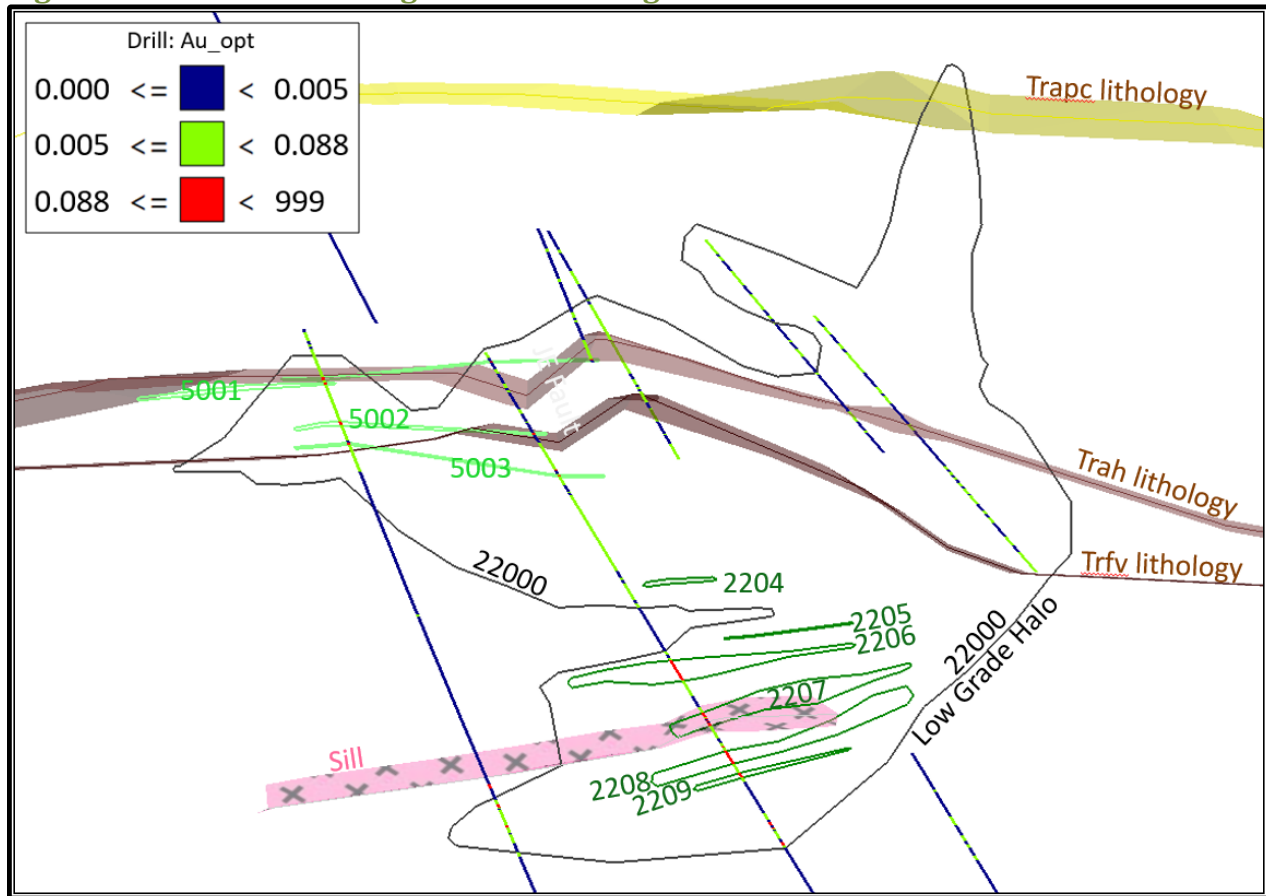 Drill: Au_opt
0.000 <= < 0.005
0.005 <= < 0.088
0.088 <= < 999
Trapc lithology
5001
5002
5003
Trah lithology
Trfv lithology
22000
2204
2205
2206
2207
22000
Low Grade Halo
Sill
2208
2209
fault